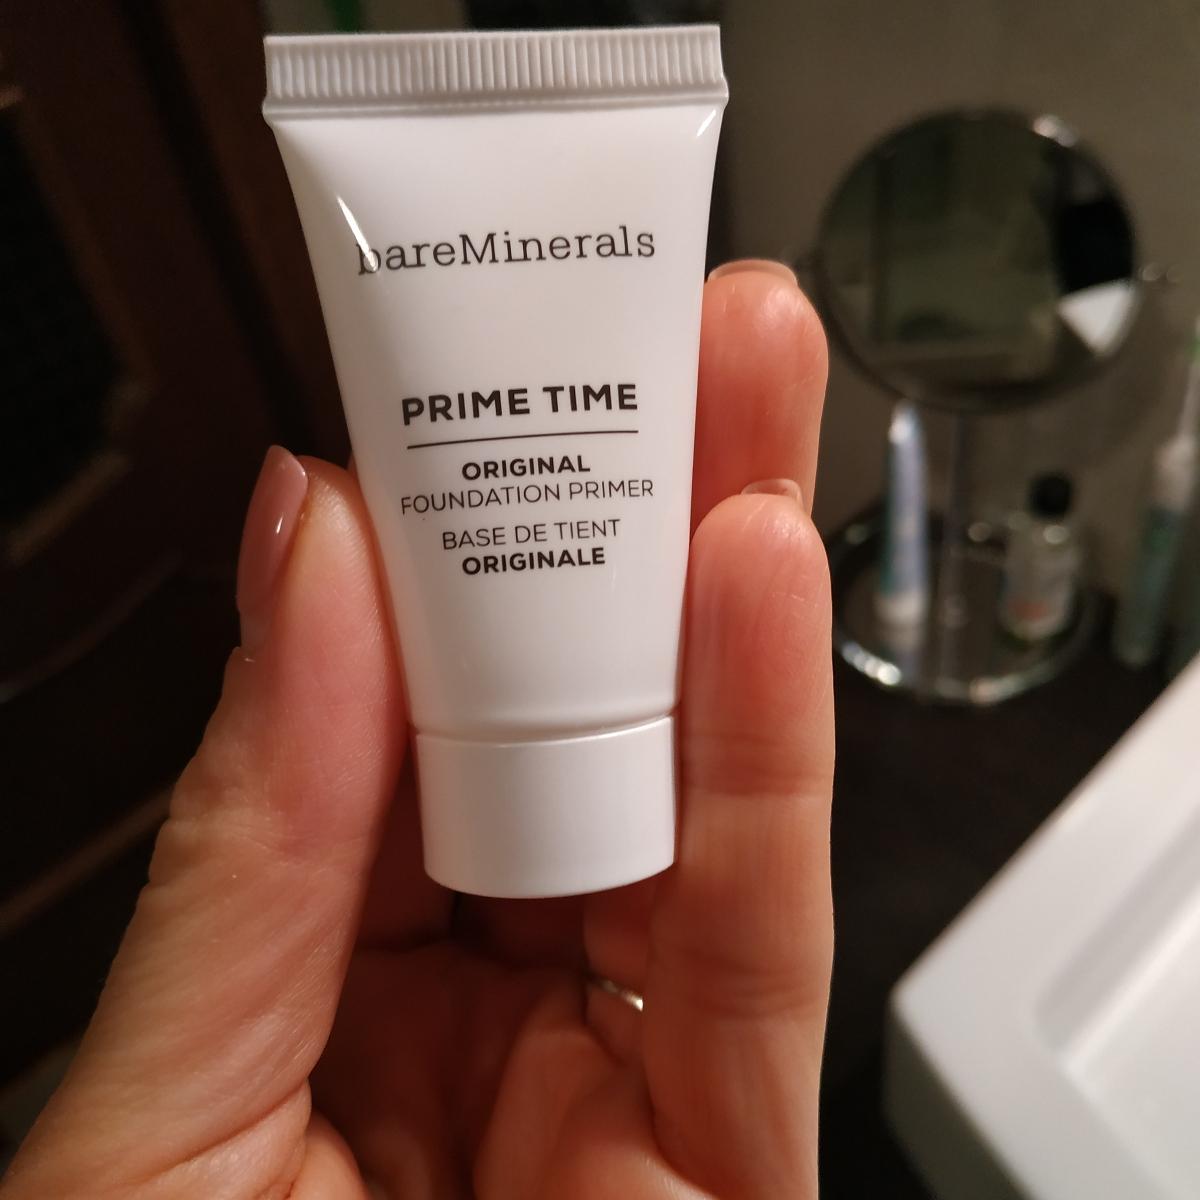 bareMinerals
PRIME TIME
ORIGINAL
FOUNDATION PRIMER
BASE DE TIENT
ORIGINALE